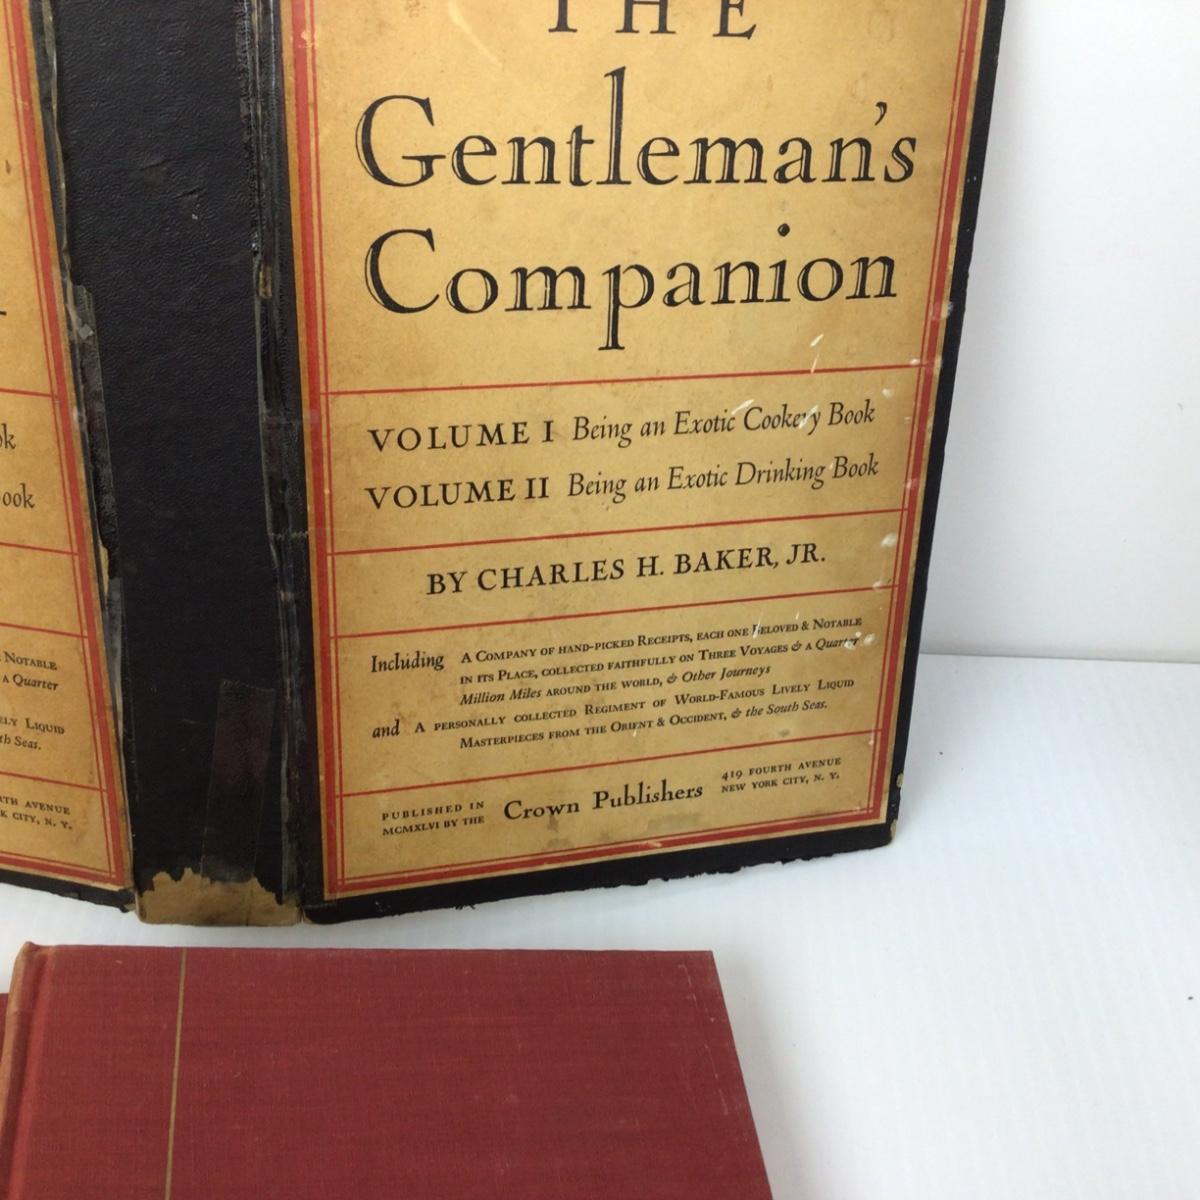 THE
Gentleman's
Companion
VOLUME I Being an Exotic Cookery Book
VOLUME II Being an Exotic Drinking Book
BY CHARLES H. BAKER, JR.
Including A COMPANY OF HAND-PICKED RECEIPTS, EACH ONE BELOVED & NOTABLE
IN ITS PLACE, COLLECTED FAITHFULLY ON THREE VOYAGES & A Quarter
Million Miles AROUND THE WORLD, & Other Journeys
and A PERSONALLY COLLECTED REGIMENT OF WORLD-FAMOUS LIVELY LIQUID
MASTERPIECES FROM THE ORIENT & OCCIDENT, & the South Seas.
PUBLISHED IN
MCMXLVI BY THE
Crown Publishers
419 FOURTH AVENUE
NEW YORK CITY, N. Y.
ok
ook
NOTABLE
a Quarter
LY LIQUID
th Seas.
TH AVENUE
K CITY, N. Y.